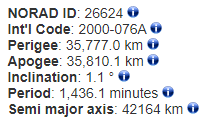 NORAD ID: 26624
Int'l Code: 2000-076A
Perigee: 35,777.0 km
Apogee: 35,810.1 km
Inclination: 1.1 °
Period: 1,436.1 minutes
Semi major axis: 42164 km